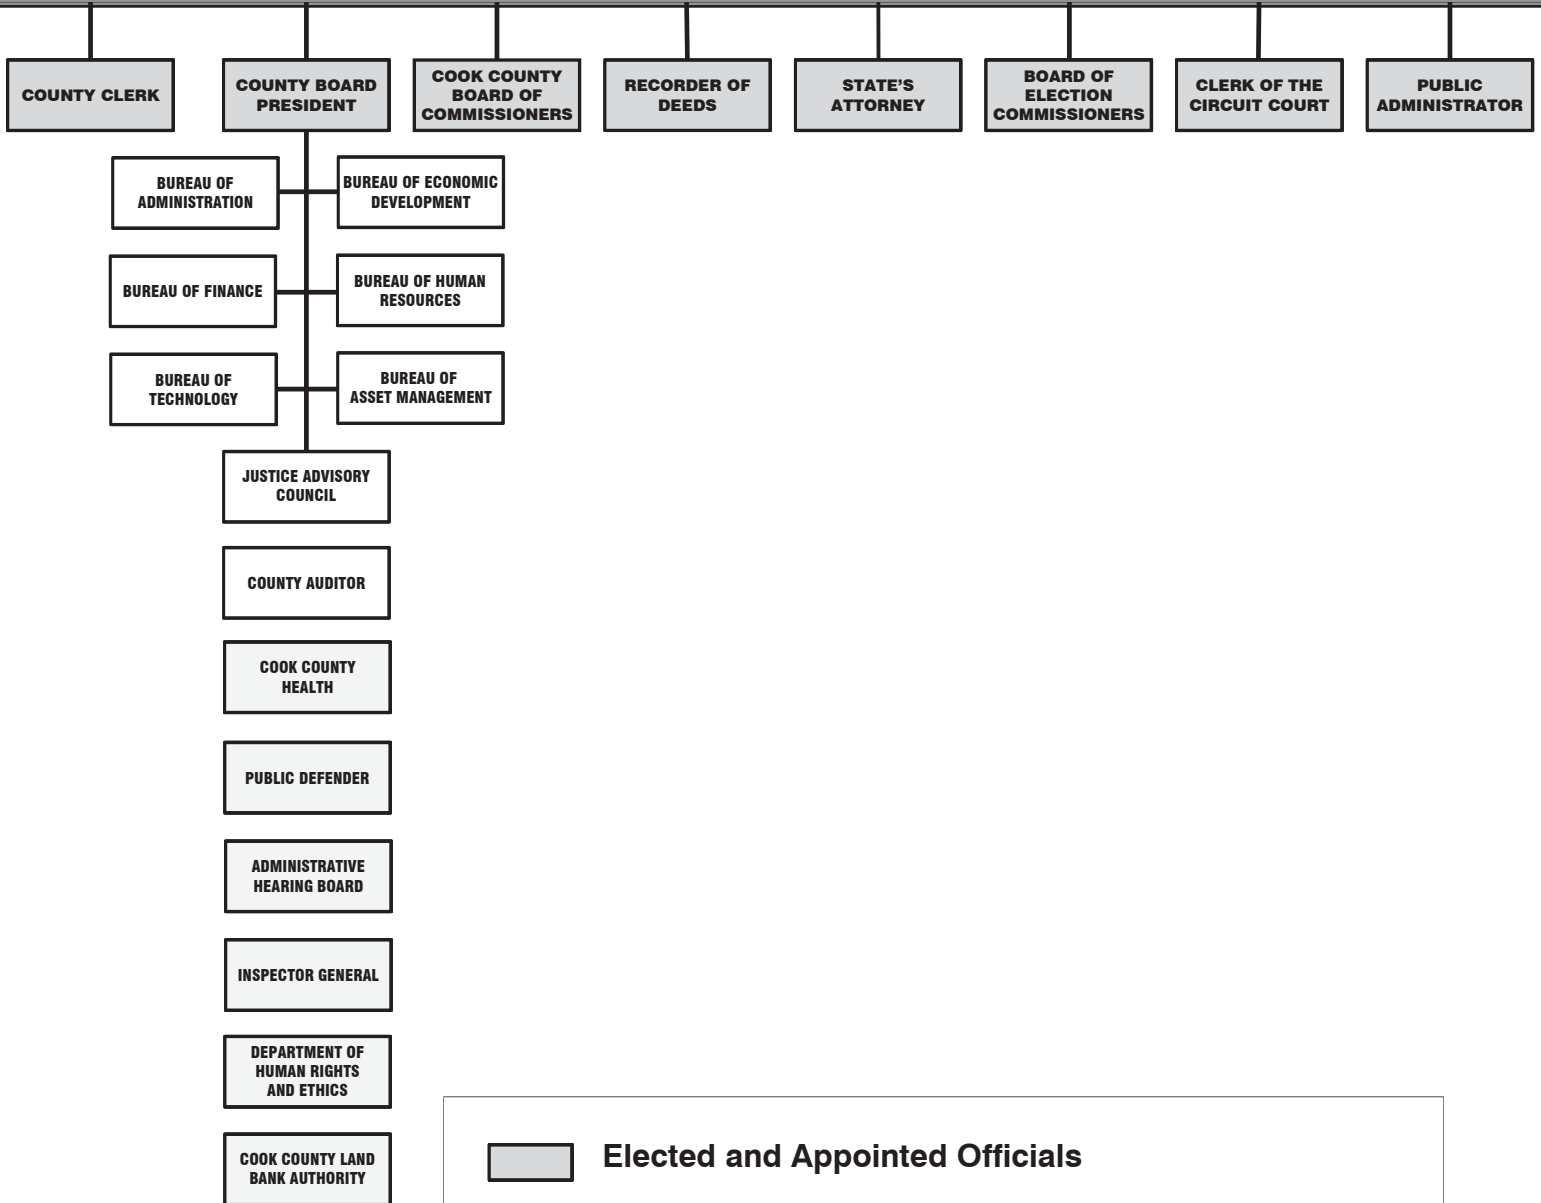 COUNTY CLERK
COUNTY BOARD
PRESIDENT
COOK COUNTY
BOARD OF
COMMISSIONERS
RECORDER OF
DEEDS
STATE'S
ATTORNEY
BOARD OF
ELECTION
COMMISSIONERS
CLERK OF THE
CIRCUIT COURT
PUBLIC
ADMINISTRATOR
BUREAU OF
ADMINISTRATION
BUREAU OF ECONOMIC
DEVELOPMENT
BUREAU OF FINANCE
BUREAU OF HUMAN
RESOURCES
BUREAU OF
TECHNOLOGY
BUREAU OF
ASSET MANAGEMENT
JUSTICE ADVISORY
COUNCIL
COUNTY AUDITOR
COOK COUNTY
HEALTH
PUBLIC DEFENDER
ADMINISTRATIVE
HEARING BOARD
INSPECTOR GENERAL
DEPARTMENT OF
HUMAN RIGHTS
AND ETHICS
COOK COUNTY LAND
BANK AUTHORITY
Elected and Appointed Officials